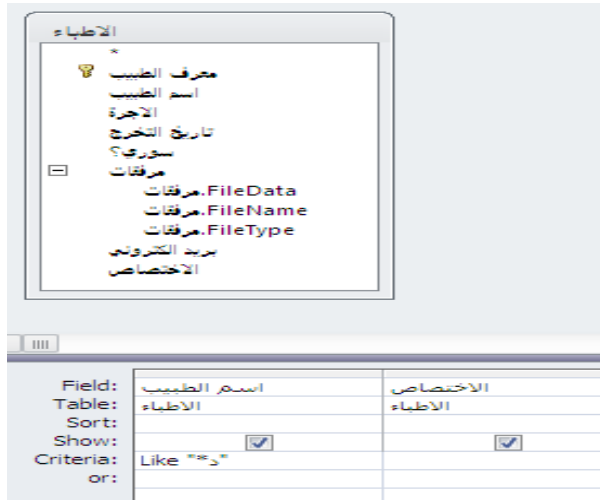 الاطباء
*
معرف الطبيب
اسم الطبيب
الاجرة
تاريخ التخرج
سوري؟
مرفقات
مرفقات.FileData
مرفقات.FileName
مرفقات.FileType
بريد الكتروني
الاختصاص
Field: اسم الطبيب الاختصاص
Table: الاطباء الاطباء
Sort:
Show:
Criteria: Like "*د"
or: